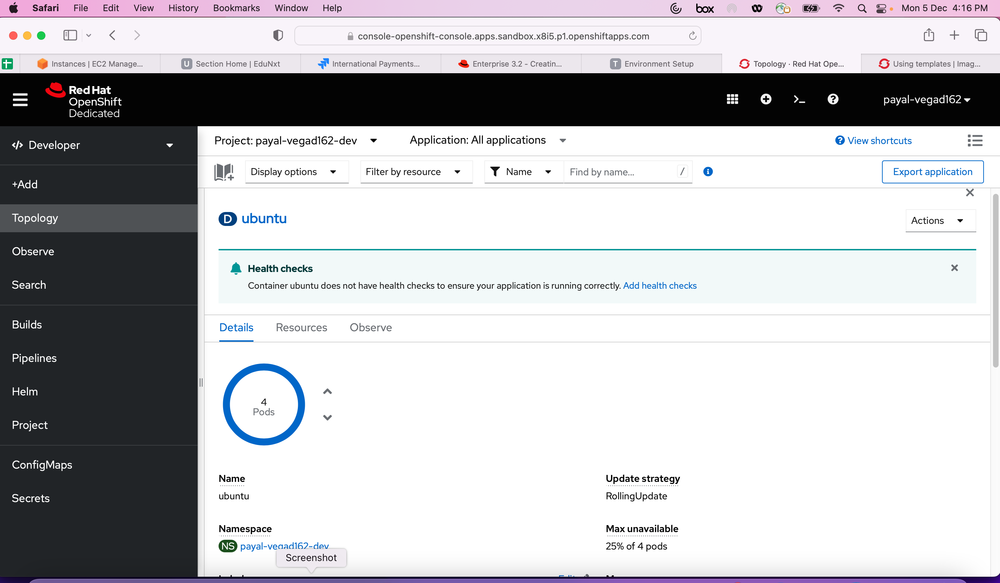 Safari File Edit View History Bookmarks Window Help box Mon 5 Dec 4:16 PM
console-openshift-console.apps.sandbox.x8i5.p1.openshiftapps.com
Instances | EC2 Manage... U Section Home | EduNxt International Payments... Enterprise 3.2 - Creatin... T Environment Setup Topology · Red Hat Ope... Using templates | Imag...
Red Hat
OpenShift
Dedicated
payal-vegad162
Developer
+Add
Topology
Observe
Search
Builds
Pipelines
Helm
Project
ConfigMaps
Secrets
Project: payal-vegad162-dev Application: All applications View shortcuts
Display options Filter by resource Name Find by name... / Export application
D ubuntu
Actions
Health checks
Container ubuntu does not have health checks to ensure your application is running correctly. Add health checks
Details Resources Observe
4
Pods
Name
ubuntu
Update strategy
RollingUpdate
Namespace
NS payal-vegad162-dev
Max unavailable
25% of 4 pods
Screenshot